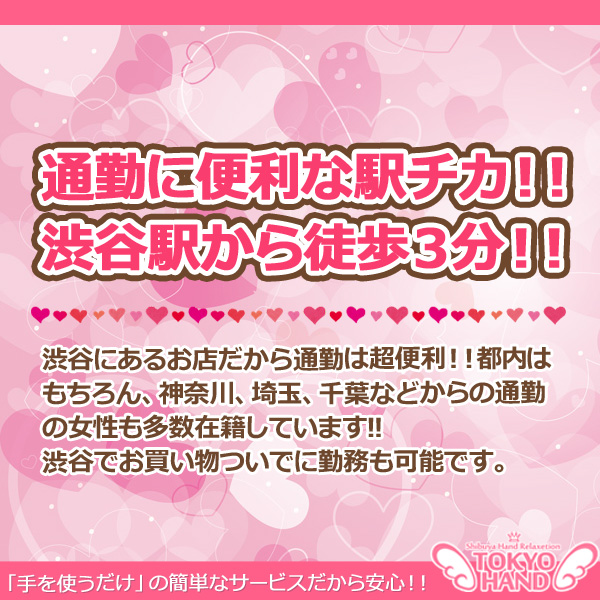 通勤に便利な駅チカ!!
渋谷駅から徒歩3分!!
渋谷にあるお店だから通勤は超便利!!都内は
もちろん、神奈川、埼玉、千葉などからの通勤
の女性も多数在籍しています!!
渋谷でお買い物ついでに勤務も可能です。
「手を使うだけ」の簡単なサービスだから安心!!
Shibuya Hand Relaxetion
TOKYO
HAND